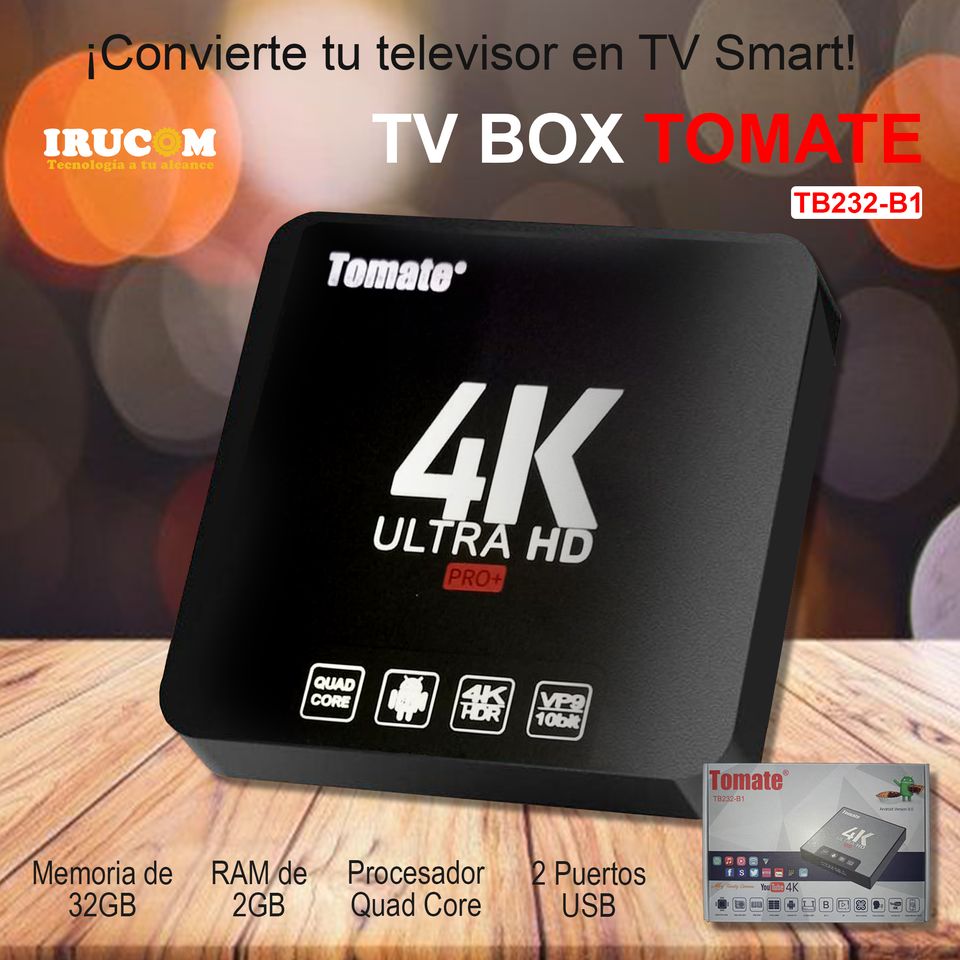 ¡Convierte tu televisor en TV Smart!
IRUCOM
Tecnología a tu alcance
TV BOX TOMATE
TB232-B1
Tomate®
4K
ULTRA HD
PRO+
QUAD
CORE
4K
HDR
VP9
10bit
Tomate®
TB232-B1
4K
YouTube 4K
Memoria de
32GB
RAM de
2GB
Procesador
Quad Core
2 Puertos
USB